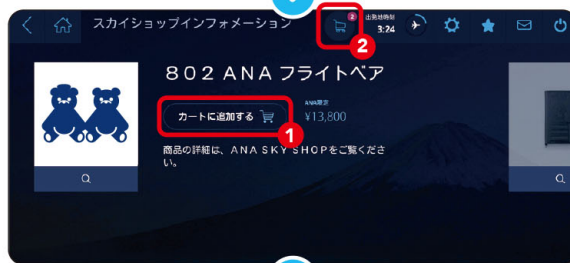 スカイショップインフォメーション
2
出発地時刻
3:24
2
802 ANA フライトベア
カートに追加する
1
ANA限定
¥13,800
商品の詳細は、ANA SKY SHOPをご覧くださ
い。